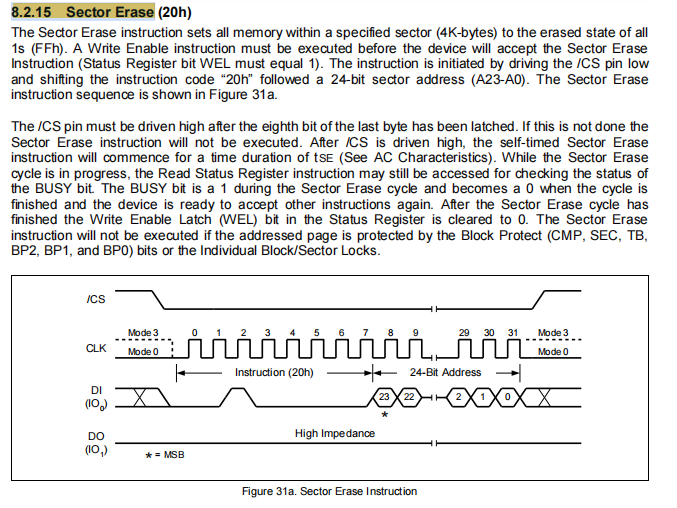 8.2.15 Sector Erase (20h)
The Sector Erase instruction sets all memory within a specified sector (4K-bytes) to the erased state of all
1s (FFh). A Write Enable instruction must be executed before the device will accept the Sector Erase
Instruction (Status Register bit WEL must equal 1). The instruction is initiated by driving the /CS pin low
and shifting the instruction code “20h” followed a 24-bit sector address (A23-A0). The Sector Erase
instruction sequence is shown in Figure 31a.
The /CS pin must be driven high after the eighth bit of the last byte has been latched. If this is not done the
Sector Erase instruction will not be executed. After /CS is driven high, the self-timed Sector Erase
instruction will commence for a time duration of tSE (See AC Characteristics). While the Sector Erase
cycle is in progress, the Read Status Register instruction may still be accessed for checking the status of
the BUSY bit. The BUSY bit is a 1 during the Sector Erase cycle and becomes a 0 when the cycle is
finished and the device is ready to accept other instructions again. After the Sector Erase cycle has
finished the Write Enable Latch (WEL) bit in the Status Register is cleared to 0. The Sector Erase
instruction will not be executed if the addressed page is protected by the Block Protect (CMP, SEC, TB,
BP2, BP1, and BP0) bits or the Individual Block/Sector Locks.
/CS
Mode 3 0 1 2 3 4 5 6 7 8 9 29 30 31 Mode 3
CLK Mode 0 Mode 0
Instruction (20h) 24-Bit Address
DI
(IO0) 23 22 2 1 0
*
DO High Impedance
(IO1)
* = MSB
Figure 31a. Sector Erase Instruction